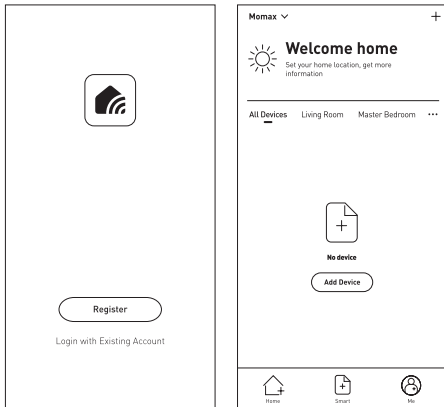 Register
Login with Existing Account
Momax
Welcome home
Set your home location, get more
information
All Devices Living Room Master Bedroom ...
No device
Add Device
Home Smart Me